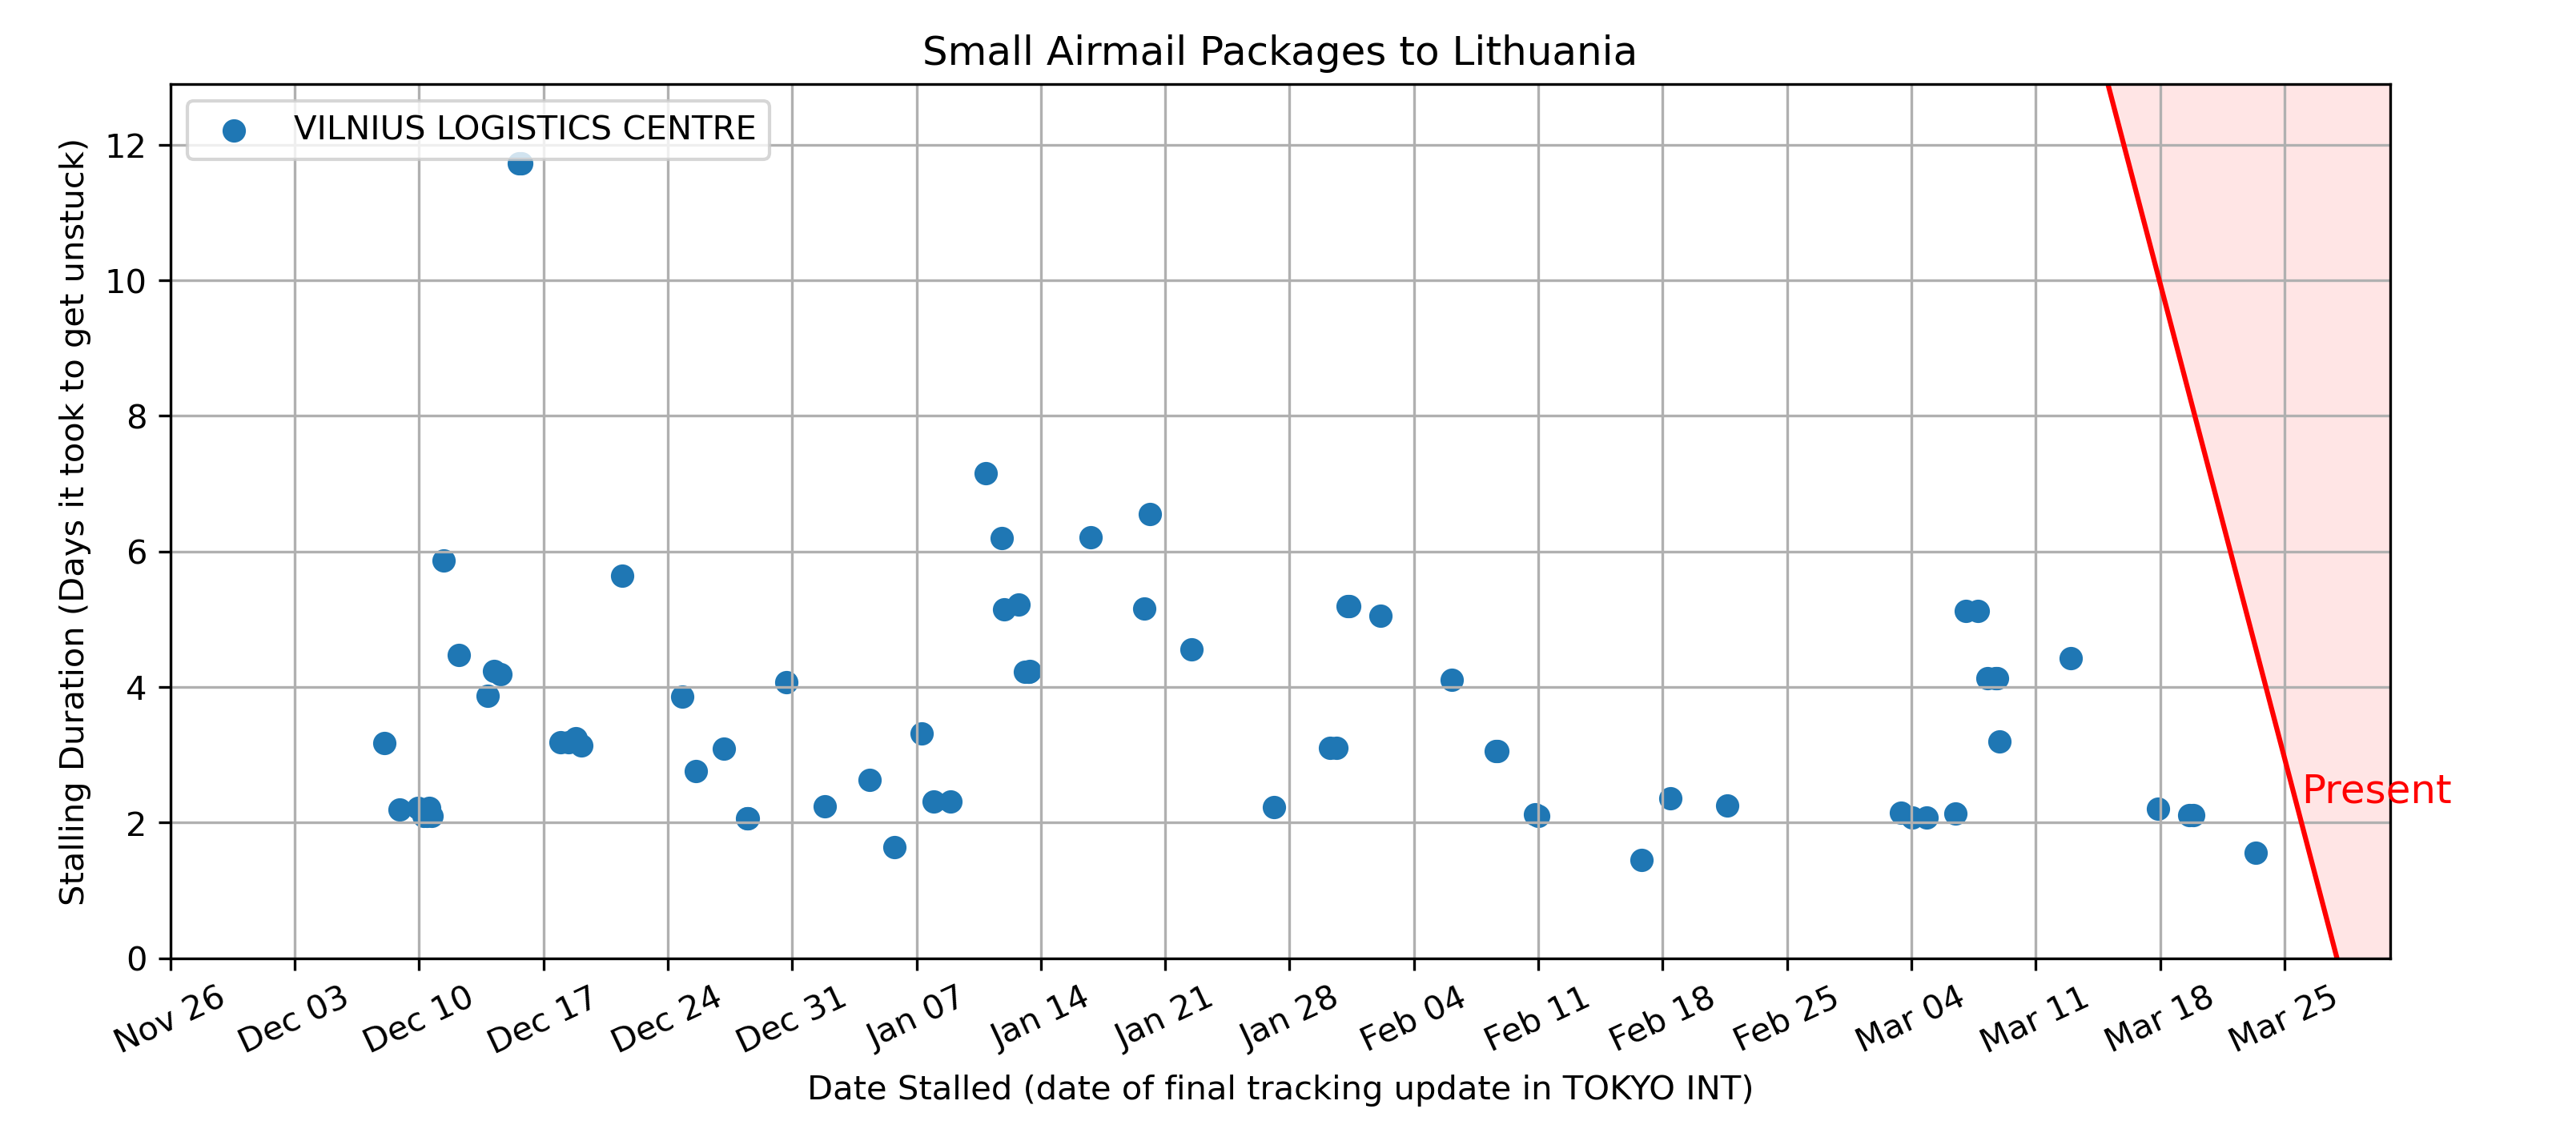 Small Airmail Packages to Lithuania
VILNIUS LOGISTICS CENTRE
Stalling Duration (Days it took to get unstuck)
12
10
8
6
4
2
0
Present
Nov 26
Dec 03
Dec 10
Dec 17
Dec 24
Dec 31
Jan 07
Jan 14
Jan 21
Jan 28
Feb 04
Feb 11
Feb 18
Feb 25
Mar 04
Mar 11
Mar 18
Mar 25
Date Stalled (date of final tracking update in TOKYO INT)